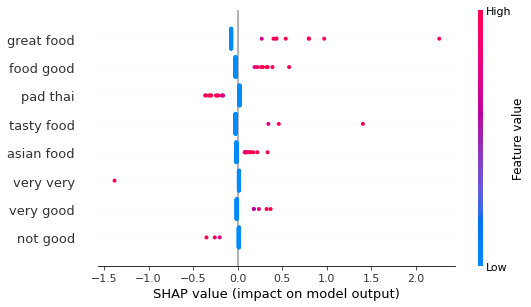 High
great food
food good
pad thai
tasty food
asian food
very very
very good
not good
Feature value
Low
−1.5 −1.0 −0.5 0.0 0.5 1.0 1.5 2.0
SHAP value (impact on model output)